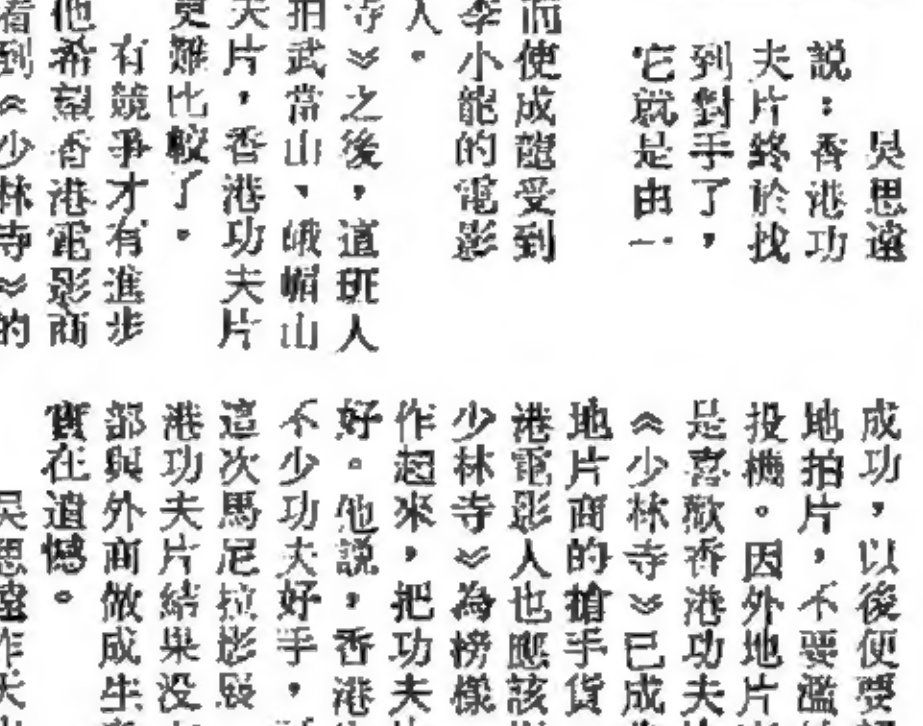 吳思遠
説：香港功
夫片終於找
到對手了，
它就是由一
而使成龍受到
李小龍的電影
人。
寺》之後，這班人
拍武當山、峨嵋山
夫片，香港功夫片
更難比較了。
有競爭才有進步
他希望香港電影商
看到《少林寺》的
成功，以後便要
地拍片，不要濫
投機。因外地片
是喜歡香港功夫
《少林寺》已成
地片商的搶手貨
港電影人也應該
少林寺》為榜樣
作起來，把功夫
好。他説，香港
不少功夫好手，
這次馬尼拉影展
港功夫片結果没
部與外商做成生
實在遺憾。
吳思遠作天